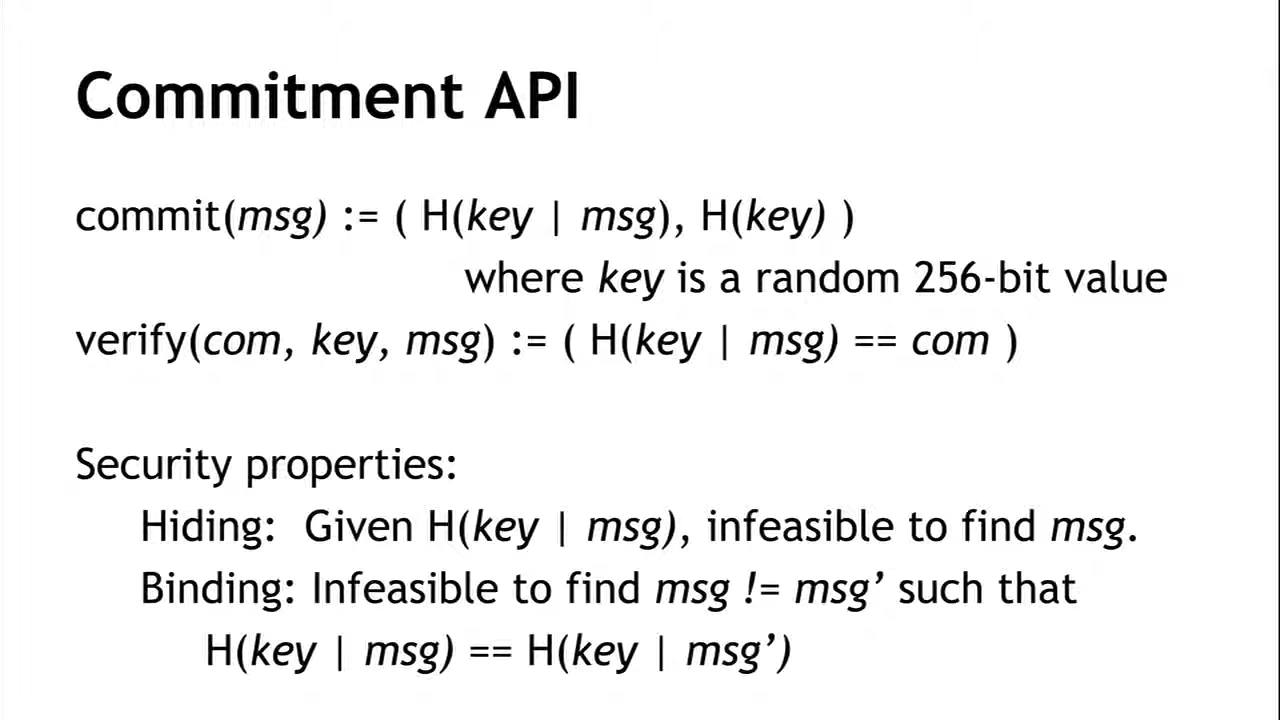 Commitment API
commit(msg) := ( H(key | msg), H(key) )
where key is a random 256-bit value
verify(com, key, msg) := ( H(key | msg) == com )
Security properties:
Hiding: Given H(key | msg), infeasible to find msg.
Binding: Infeasible to find msg != msg’ such that
H(key | msg) == H(key | msg’)